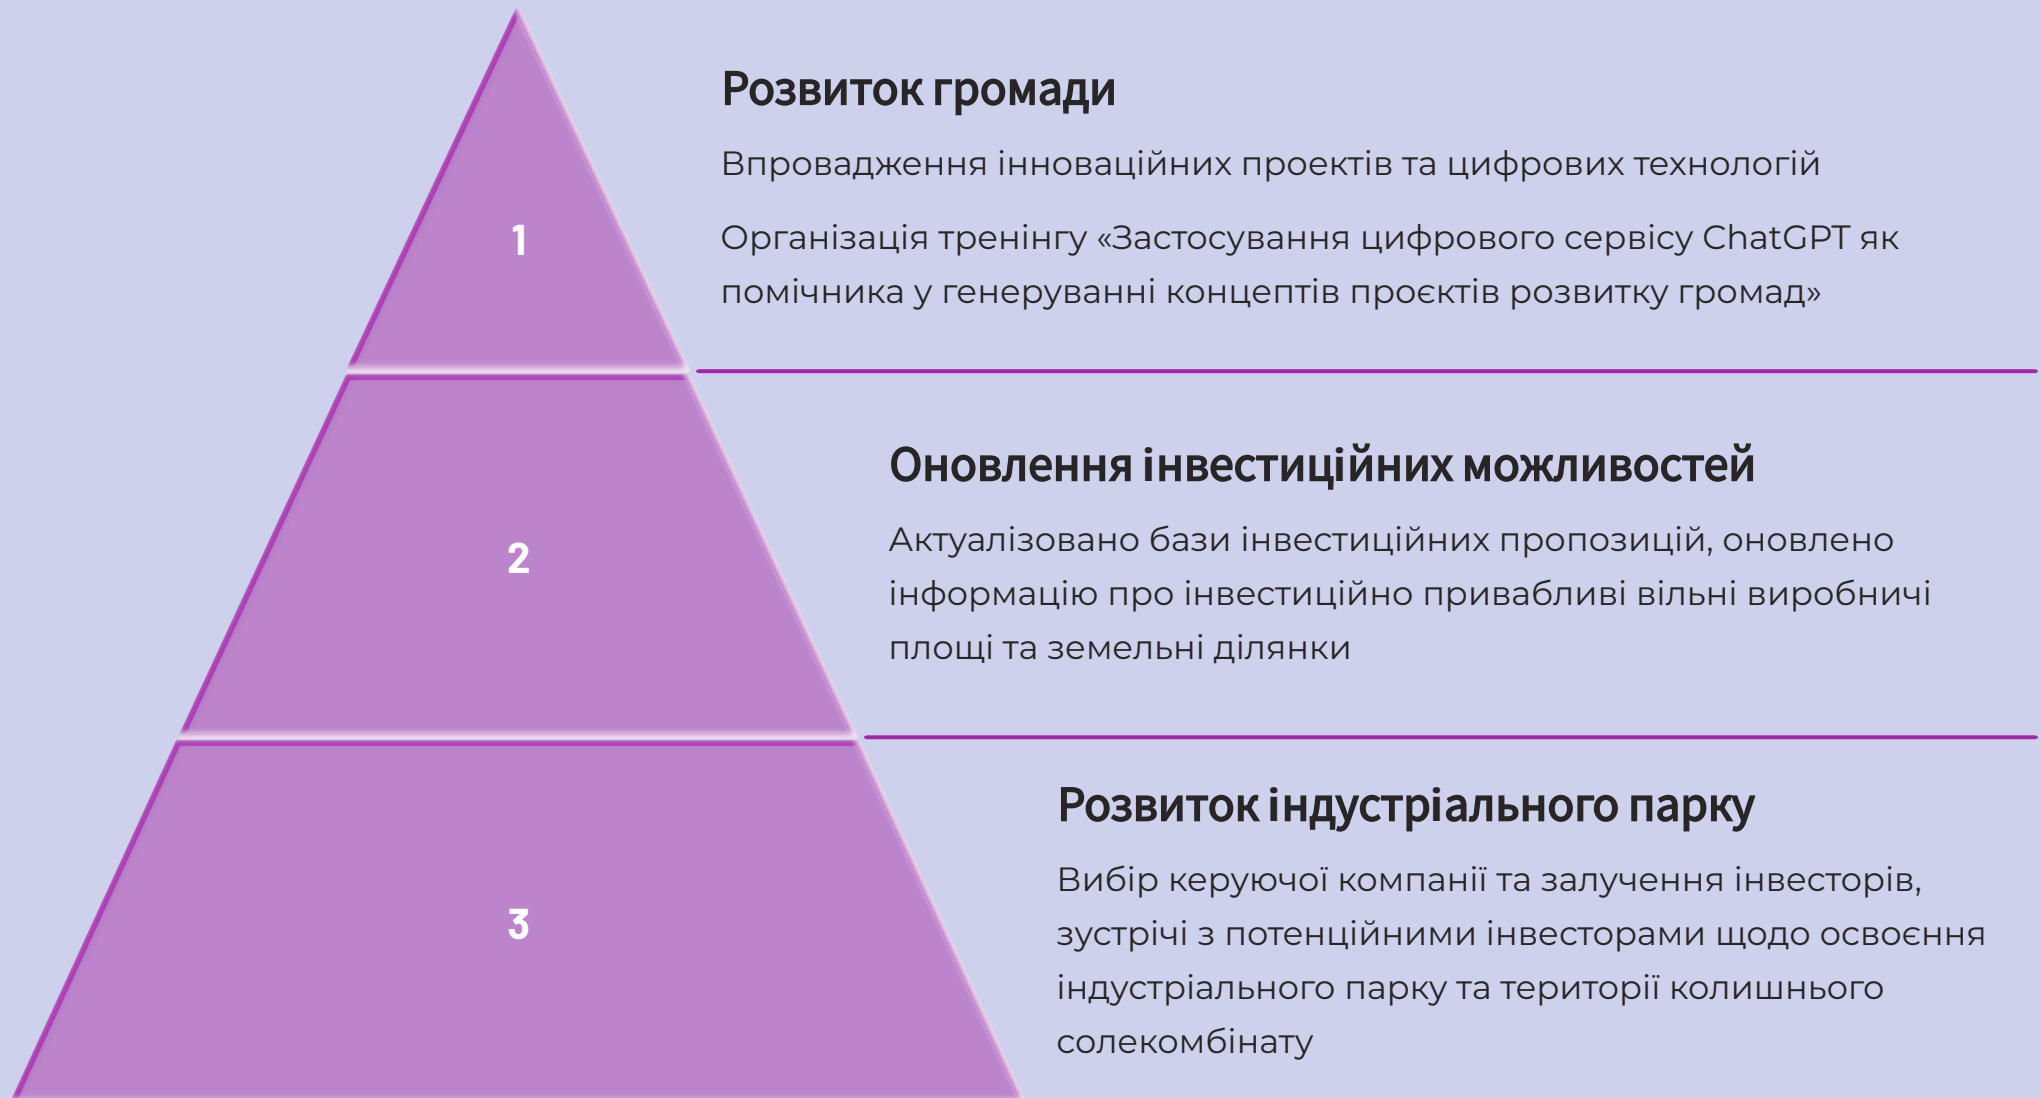 Розвиток громади
Впровадження інноваційних проектів та цифрових технологій
1
Організація тренінгу «Застосування цифрового сервісу ChatGPT як
помічника у генеруванні концептів проєктів розвитку громад»
Оновлення інвестиційних можливостей
Актуалізовано бази інвестиційних пропозицій, оновлено
2
інформацію про інвестиційно привабливі вільні виробничі
площі та земельні ділянки
Розвиток індустріального парку
Вибір керуючої компанії та залучення інвесторів,
3
зустрічі з потенційними інвесторами щодо освоєння
індустріального парку та території колишнього
солекомбінату